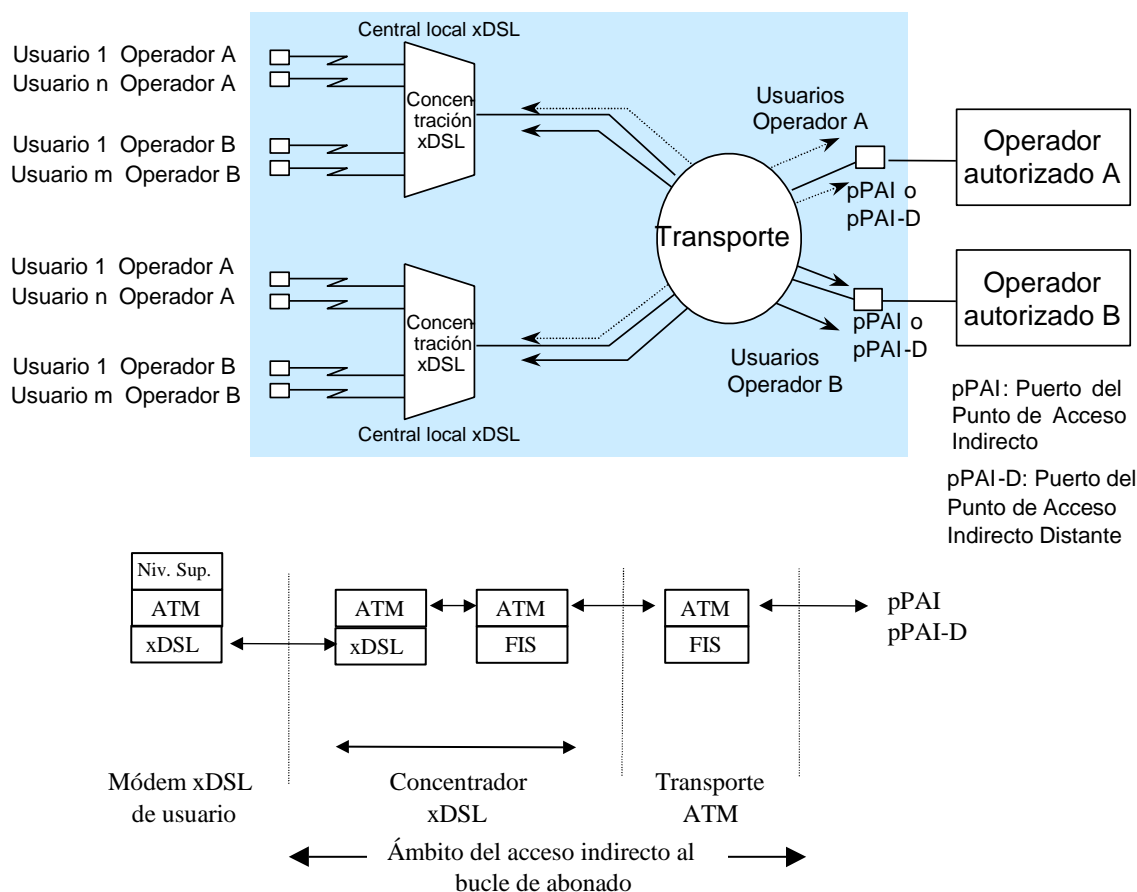 Central local xDSL
Usuario 1 Operador A
Usuario n Operador A
Usuario 1 Operador B
Usuario m Operador B
Concen-
tración
xDSL
Usuarios
Operador A
pPAI o
pPAI-D
Operador
autorizado A
Transporte
Usuario 1 Operador A
Usuario n Operador A
Usuario 1 Operador B
Usuario m Operador B
Concen-
tración
xDSL
Central local xDSL
pPAI o
pPAI-D
Usuarios
Operador B
Operador
autorizado B
pPAI: Puerto del
Punto de Acceso
Indirecto
pPAI-D: Puerto del
Punto de Acceso
Indirecto Distante
Niv. Sup.
ATM
xDSL
ATM
xDSL
ATM
FIS
ATM
FIS
pPAI
pPAI-D
Módem xDSL
de usuario
Concentrador
xDSL
Transporte
ATM
Ámbito del acceso indirecto al
bucle de abonado